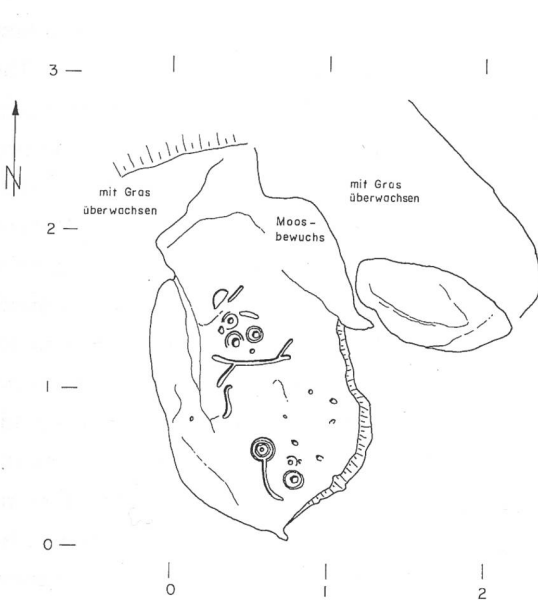 3
N
mit Gras
überwachsen
mit Gras
überwachsen
2
Moos-
bewuchs
1
0
0
1
2